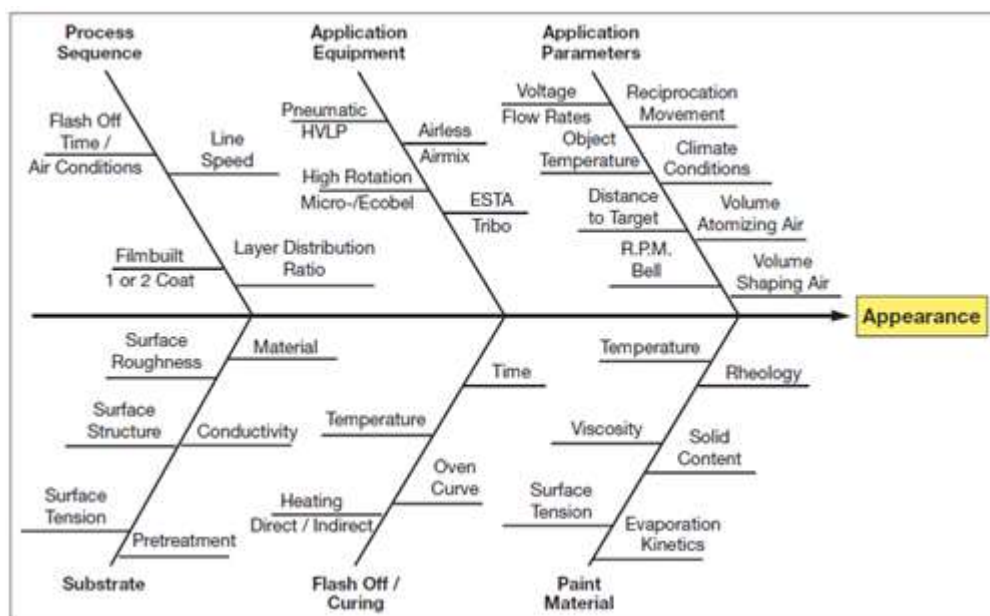 Process
Sequence
Application
Equipment
Application
Parameters
Flash Off
Time /
Air Conditions
Line
Speed
Filmbuilt
1 or 2 Coat
Layer Distribution
Ratio
Pneumatic
HVLP
Airless
Airmix
High Rotation
Micro-/Ecobel
ESTA
Tribo
Voltage
Flow Rates
Reciprocation
Movement
Object
Temperature
Climate
Conditions
Distance
to Target
Volume
Atomizing Air
R.P.M.
Bell
Volume
Shaping Air
Appearance
Surface
Roughness
Material
Surface
Structure
Conductivity
Surface
Tension
Pretreatment
Substrate
Time
Temperature
Oven
Curve
Heating
Direct / Indirect
Flash Off /
Curing
Temperature
Rheology
Viscosity
Solid
Content
Surface
Tension
Evaporation
Kinetics
Paint
Material